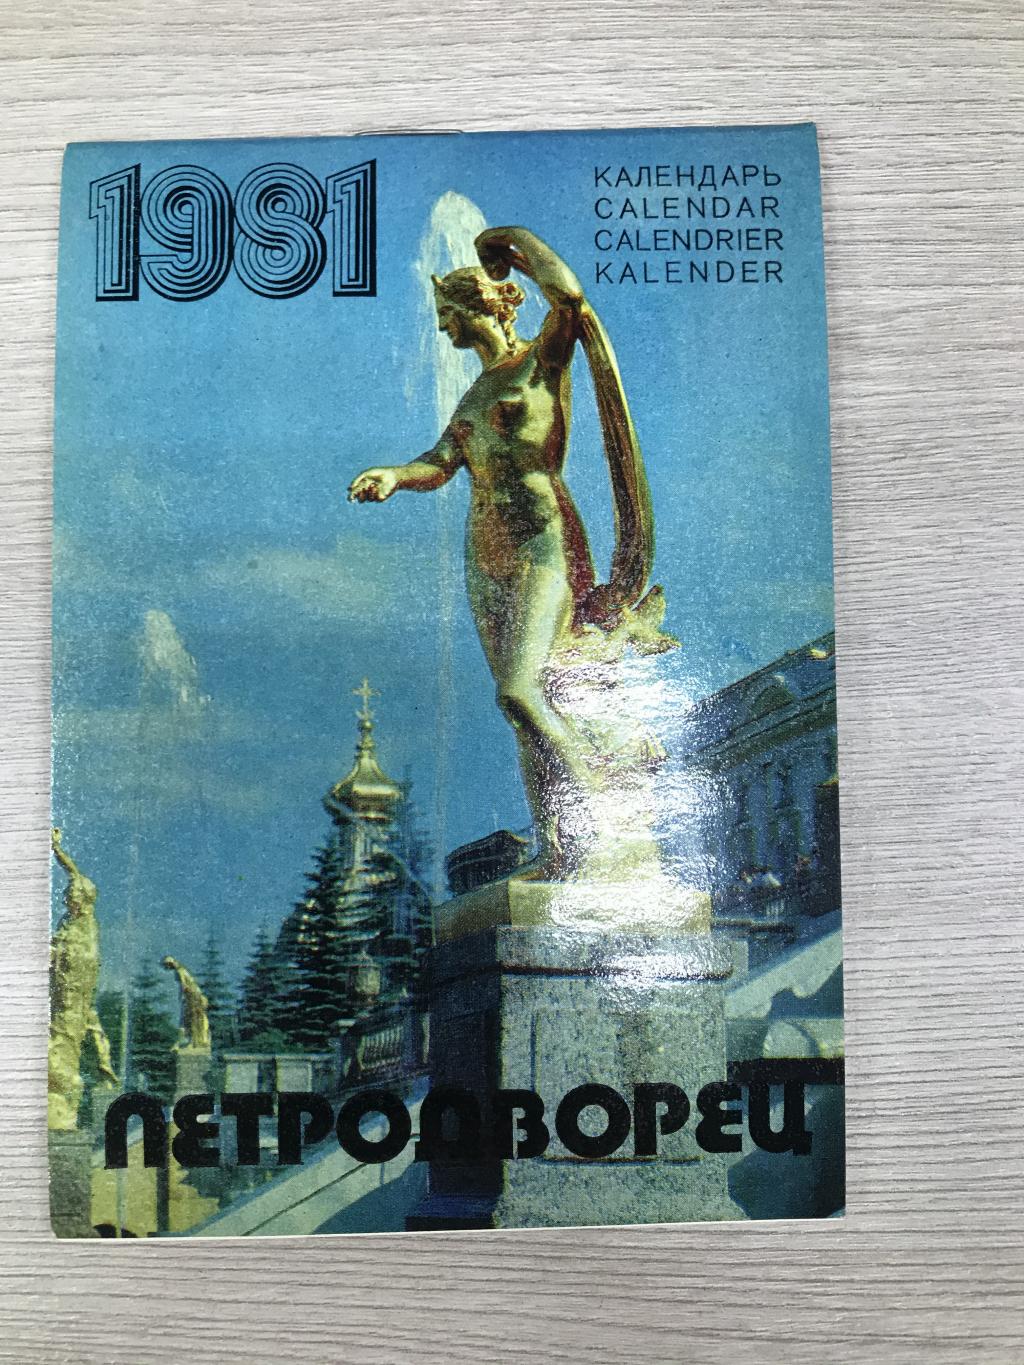 1981
КАЛЕНДАРЬ
CALENDAR
CALENDRIER
KALENDER
ПЕТРОДВОРЕЦ